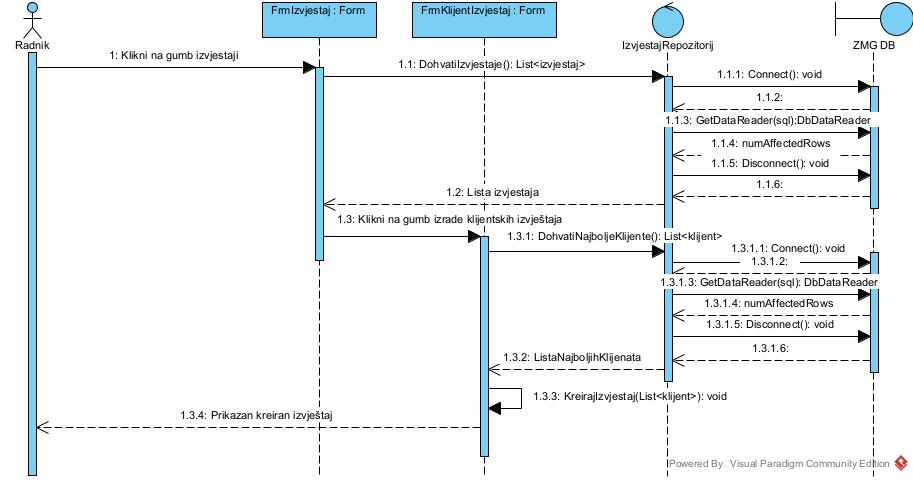 FrmIzvjestaj : Form
FrmKlijentIzvjestaj : Form
Radnik
IzvjestajRepozitorij
ZMG DB
1: Klikni na gumb izvjestaji
1.1: DohvatiIzvjestaje(): List<izvjestaj>
1.1.1: Connect(): void
1.1.2:
1.1.3: GetDataReader(sql):DbDataReader
1.1.4: numAffectedRows
1.1.5: Disconnect(): void
1.1.6:
1.2: Lista izvjestaja
1.3: Klikni na gumb izrade klijentskih izvještaja
1.3.1: DohvatiNajboljeKlijente(): List<klijent>
1.3.1.1: Connect(): void
1.3.1.2:
1.3.1.3: GetDataReader(sql): DbDataReader
1.3.1.4: numAffectedRows
1.3.1.5: Disconnect(): void
1.3.1.6:
1.3.2: ListaNajboljihKlijenata
1.3.3: KreirajIzvjestaj(List<klijent>): void
1.3.4: Prikazan kreiran izvještaj
Powered By Visual Paradigm Community Edition